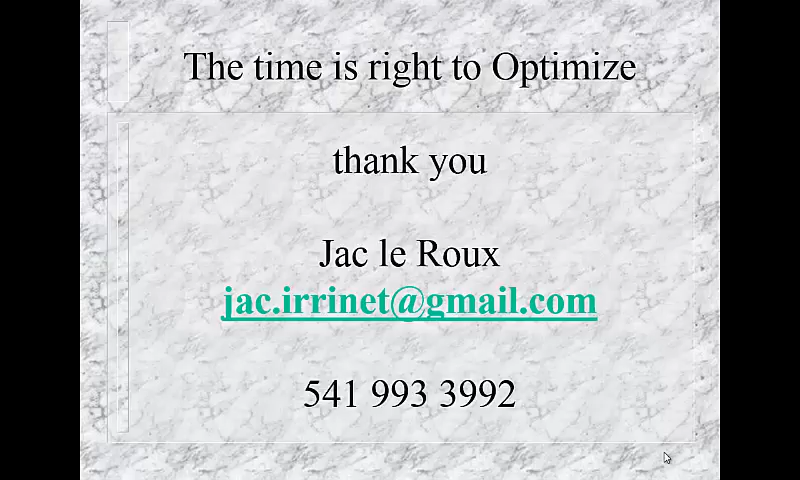 The time is right to Optimize
thank you
Jac le Roux
jac.irrinet@gmail.com
541 993 3992